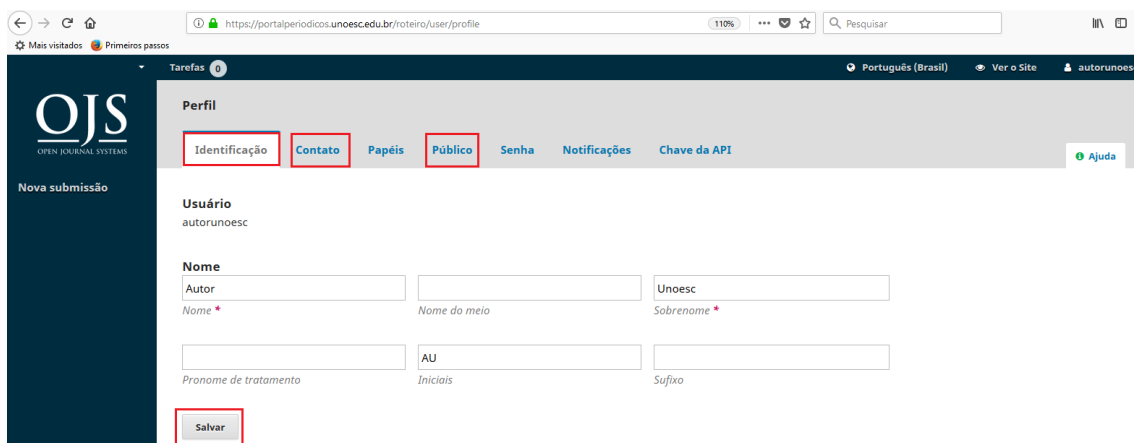 https://portalperiodicos.unoesc.edu.br/roteiro/user/profile 110% Pesquisar
Mais visitados Primeiros passos
Tarefas 0 Português (Brasil) Ver o Site autorunoes
OJS
OPEN JOURNAL SYSTEMS
Nova submissão
Perfil
Identificação Contato Papéis Público Senha Notificações Chave da API
Ajuda
Usuário
autorunoesc
Nome
Autor Unoesc
Nome * Nome do meio Sobrenome *
AU
Pronome de tratamento Iniciais Sufixo
Salvar